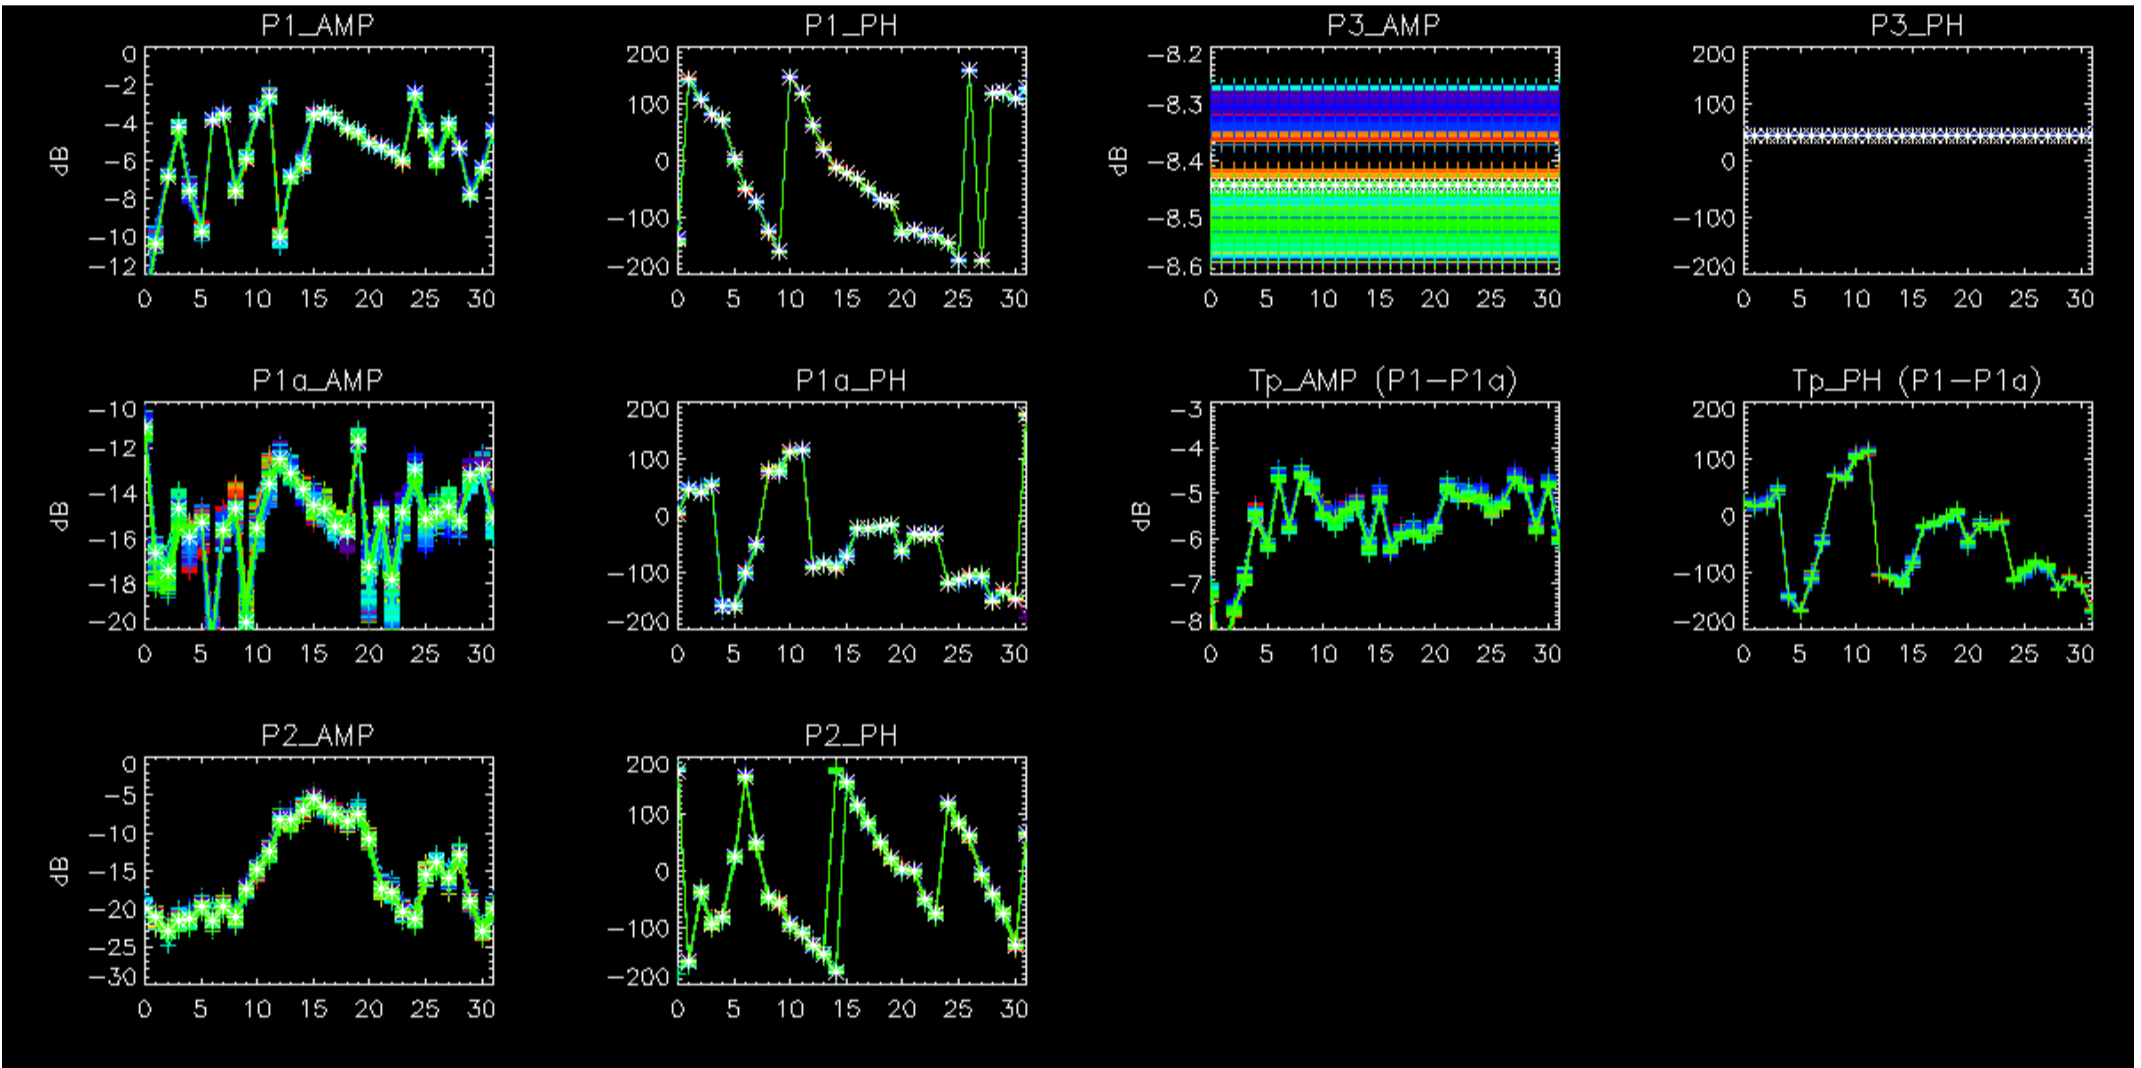 P1_AMP P1_PH P3_AMP P3_PH
0 200 -8.2 200
-2 100 -8.3 100
-4 0 -8.4 0
-6 -100 -8.5 -100
-8 -200 -8.6 -200
-10
-12
dB dB
0 5 10 15 20 25 30 0 5 10 15 20 25 30 0 5 10 15 20 25 30 0 5 10 15 20 25 30
P1a_AMP P1a_PH Tp_AMP (P1-P1a) Tp_PH (P1-P1a)
-10 200 -3 200
-12 100 -4 100
-14 0 -5 0
-16 -100 -6 -100
-18 -200 -7 -200
-20 -8
dB dB
0 5 10 15 20 25 30 0 5 10 15 20 25 30 0 5 10 15 20 25 30 0 5 10 15 20 25 30
P2_AMP P2_PH
0 200
-5 100
-10 0
-15 -100
-20 -200
-25
-30
dB
0 5 10 15 20 25 30 0 5 10 15 20 25 30